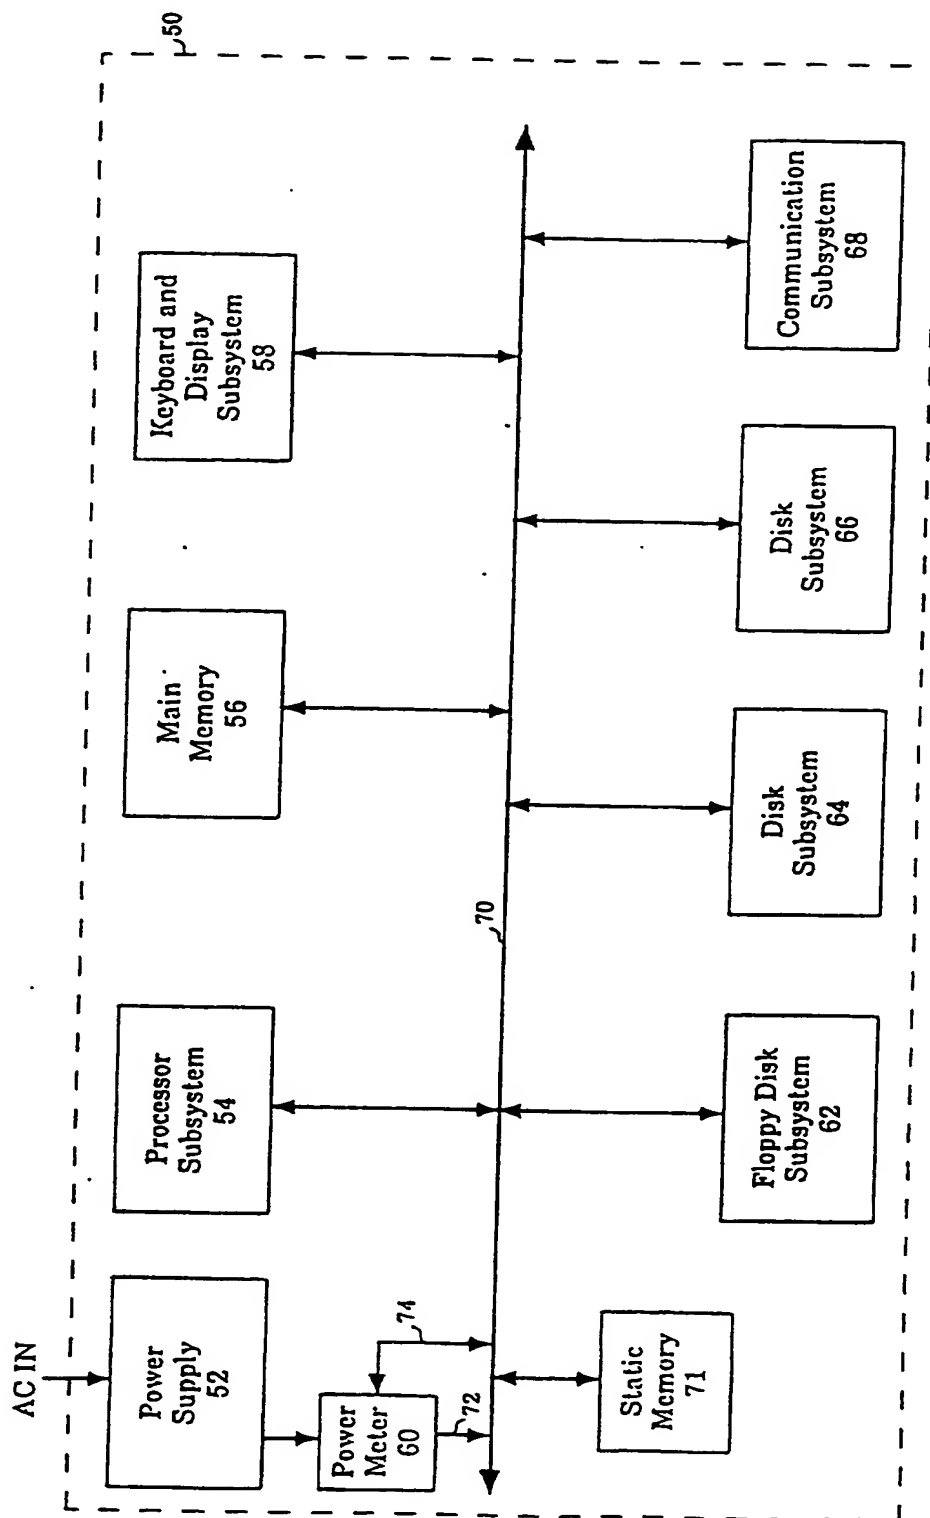 50
AC IN
Power
Supply
52
Processor
Subsystem
54
Main
Memory
56
Keyboard and
Display
Subsystem
58
Power
Meter
60
72
74
70
Static
Memory
71
Floppy Disk
Subsystem
62
Disk
Subsystem
64
Disk
Subsystem
66
Communication
Subsystem
68